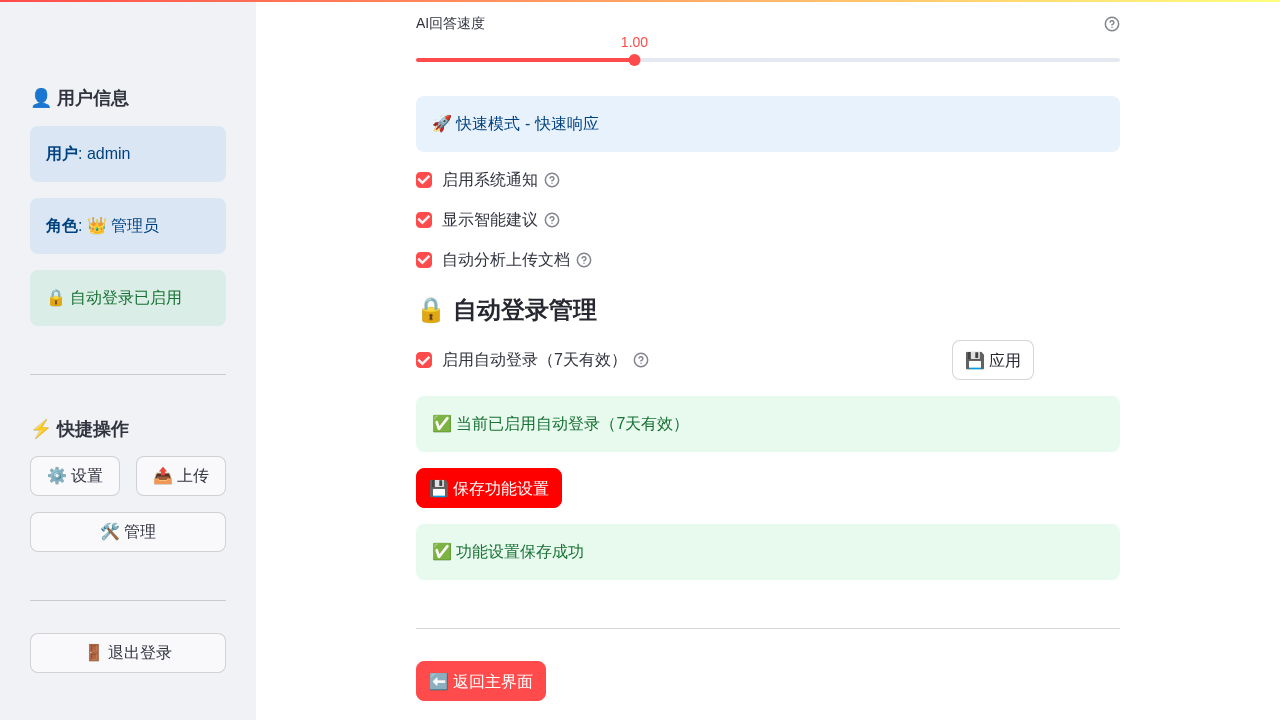 👤 用户信息
用户: admin
角色: 👑 管理员
🔒 自动登录已启用
⚡ 快捷操作
⚙️ 设置
📤 上传
🛠️ 管理
🚪 退出登录
AI回答速度
1.00
🚀 快速模式 - 快速响应
启用系统通知
显示智能建议
自动分析上传文档
🔒 自动登录管理
启用自动登录（7天有效）
💾 应用
✅ 当前已启用自动登录（7天有效）
💾 保存功能设置
✅ 功能设置保存成功
⬅️ 返回主界面